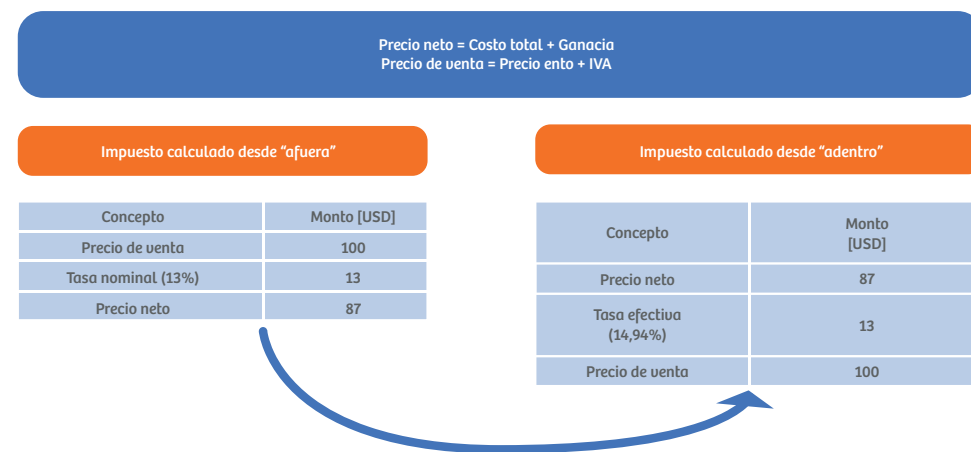 Precio neto = Costo total + Ganacia
Precio de venta = Precio ento + IVA
Impuesto calculado desde “afuera”
Concepto Monto [USD]
Precio de venta 100
Tasa nominal (13%) 13
Precio neto 87
Impuesto calculado desde “adentro”
Concepto Monto
[USD]
Precio neto 87
Tasa efectiva
(14,94%) 13
Precio de venta 100